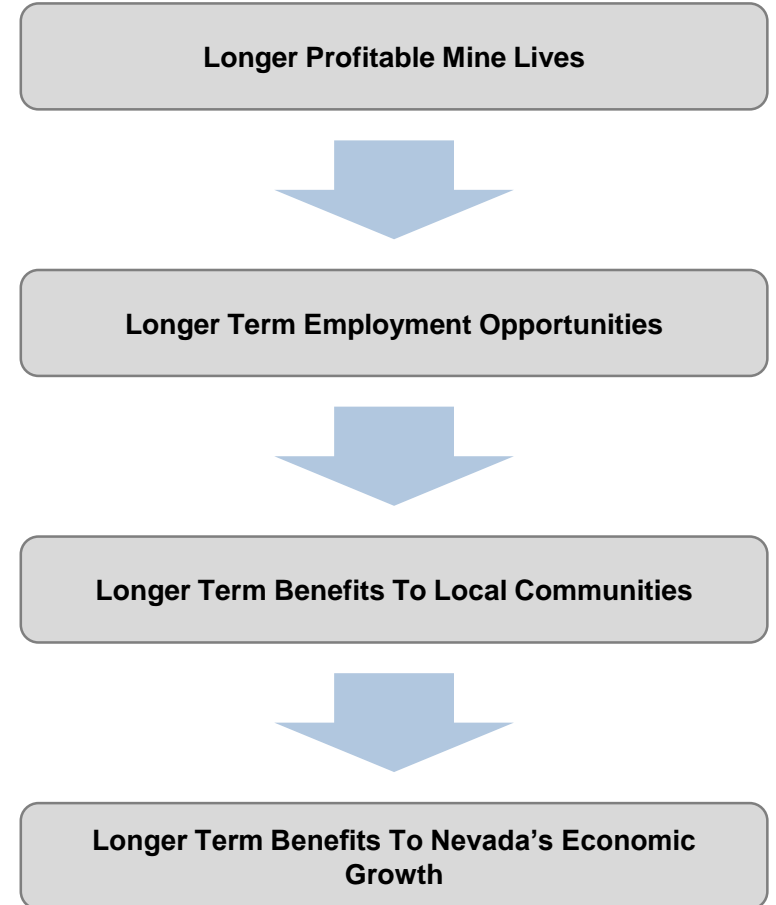 Longer Profitable Mine Lives
Longer Term Employment Opportunities
Longer Term Benefits To Local Communities
Longer Term Benefits To Nevada’s Economic
Growth